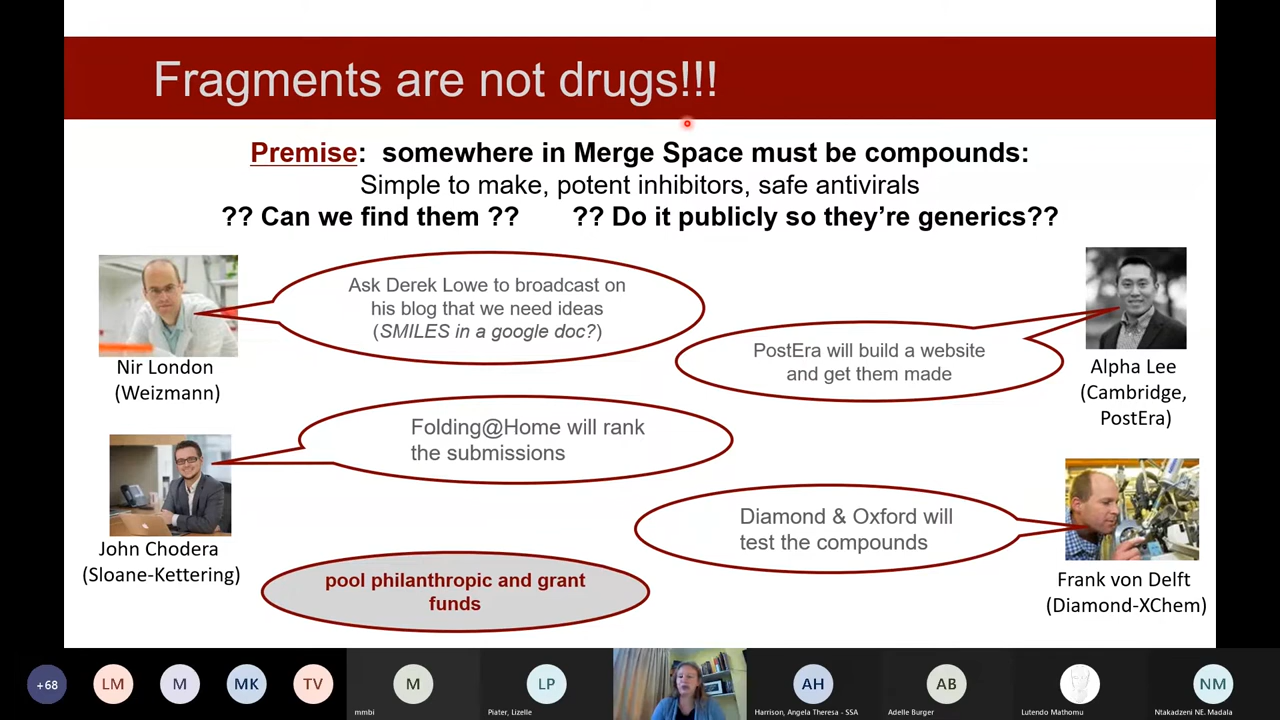 Fragments are not drugs!!!
Premise: somewhere in Merge Space must be compounds:
Simple to make, potent inhibitors, safe antivirals
?? Can we find them ?? ?? Do it publicly so they’re generics??
Ask Derek Lowe to broadcast on
his blog that we need ideas
(SMILES in a google doc?)
Nir London
(Weizmann)
PostEra will build a website
and get them made
Alpha Lee
(Cambridge,
PostEra)
Folding@Home will rank
the submissions
John Chodera
(Sloane-Kettering)
Diamond & Oxford will
test the compounds
Frank von Delft
(Diamond-XChem)
pool philanthropic and grant
funds
+68
LM
M
MK
TV
M
mmbi
LP
Piater, Lizelle
AH
Harrison, Angela Theresa - SSA
AB
Adelle Burger
Lutendo Mathomu
NM
Ntakadzeni NE. Madala